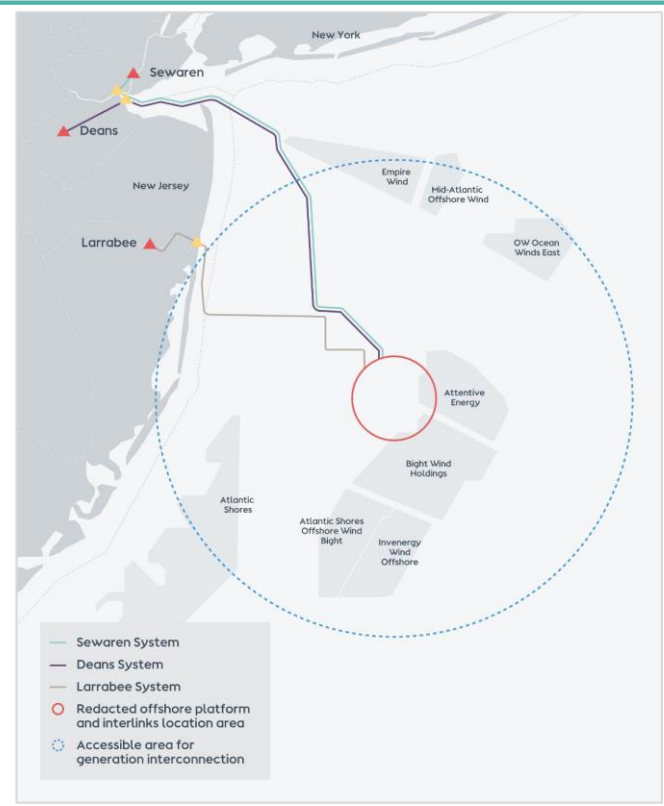 New York
Sewaren
Deans
New Jersey
Larrabee
Empire
Wind
Mid-Atlantic
Offshore Wind
OW Ocean
Winds East
Attentive
Energy
Bight Wind
Holdings
Atlantic
Shores
Atlantic Shores
Offshore Wind
Bight
Invenergy
Wind
Offshore
Sewaren System
Deans System
Larrabee System
Redacted offshore platform
and interlinks location area
Accessible area for
generation interconnection